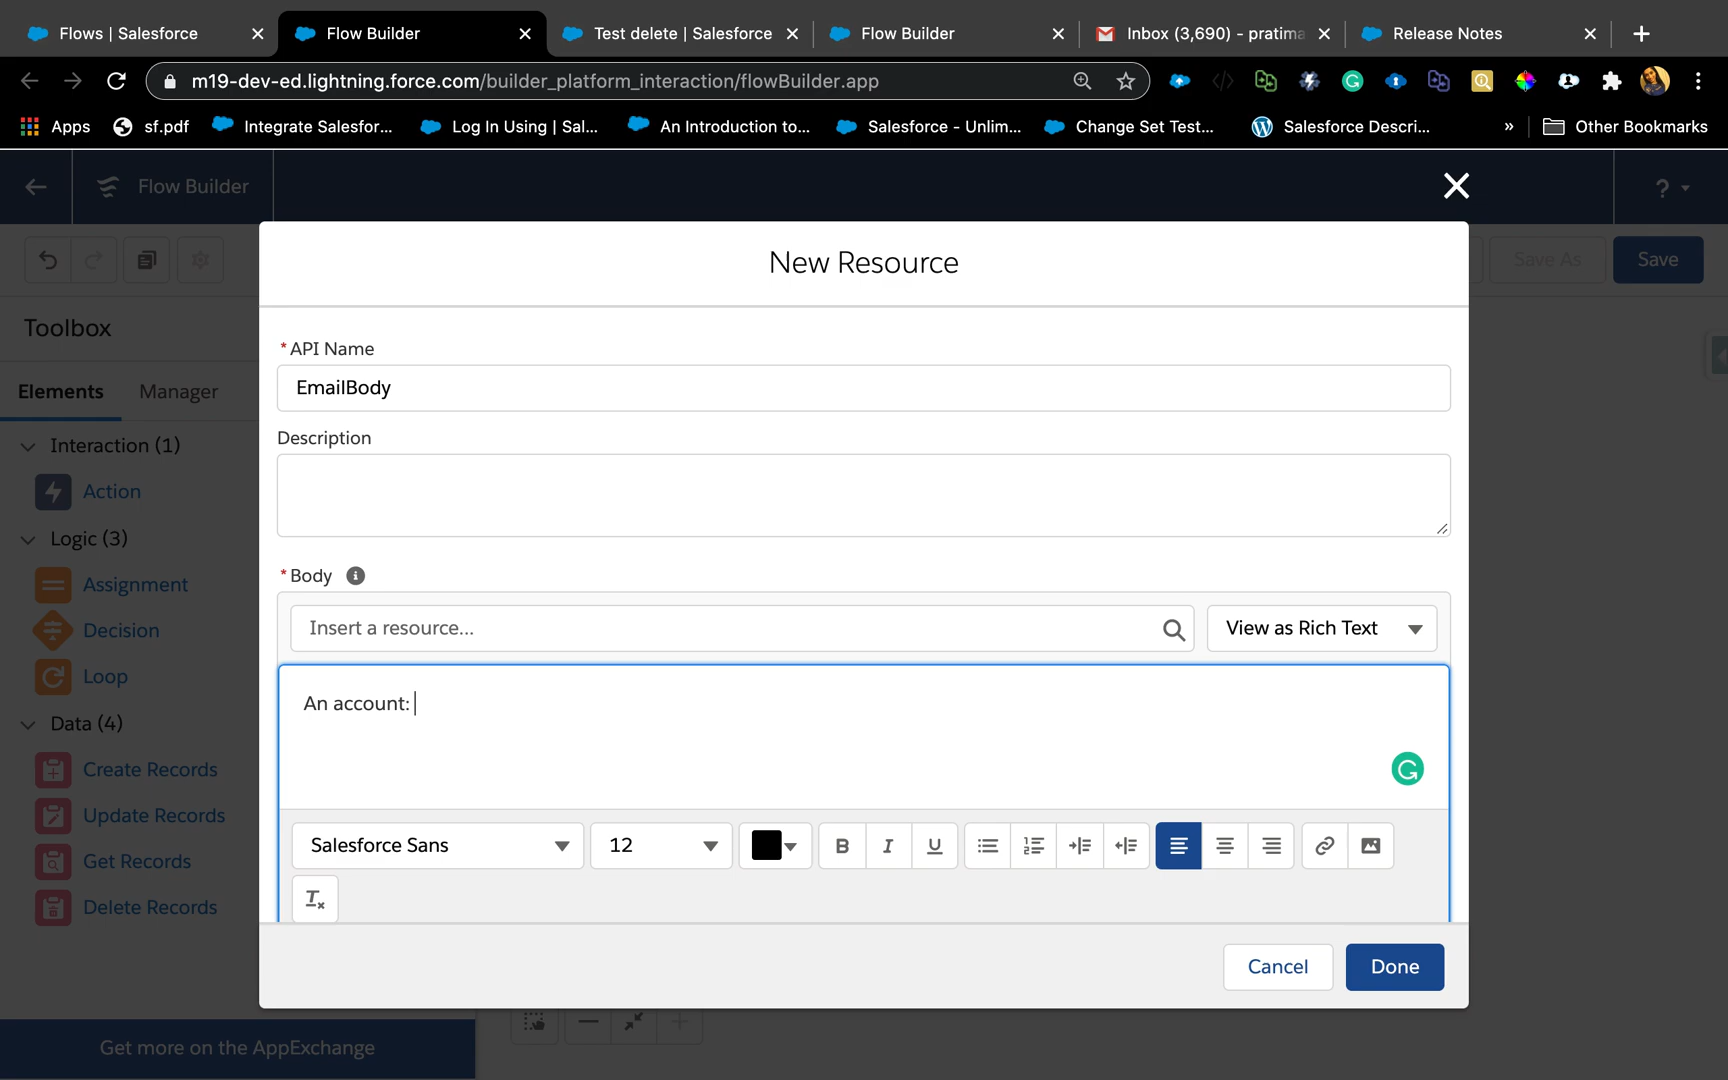 Flows | Salesforce
Flow Builder
Test delete | Salesforce
Flow Builder
Inbox (3,690) - pratima
Release Notes
m19-dev-ed.lightning.force.com/builder_platform_interaction/flowBuilder.app
Apps
sf.pdf
Integrate Salesfor...
Log In Using | Sal...
An Introduction to...
Salesforce - Unlim...
Change Set Test...
Salesforce Descri...
»
Other Bookmarks
Flow Builder
?
New Resource
Save As
Save
Toolbox
Elements
Manager
Interaction (1)
Action
Logic (3)
Assignment
Decision
Loop
Data (4)
Create Records
Update Records
Get Records
Delete Records
Get more on the AppExchange
* API Name
EmailBody
Description
* Body
Insert a resource...
View as Rich Text
An account:
Salesforce Sans
12
B
I
U
Cancel
Done